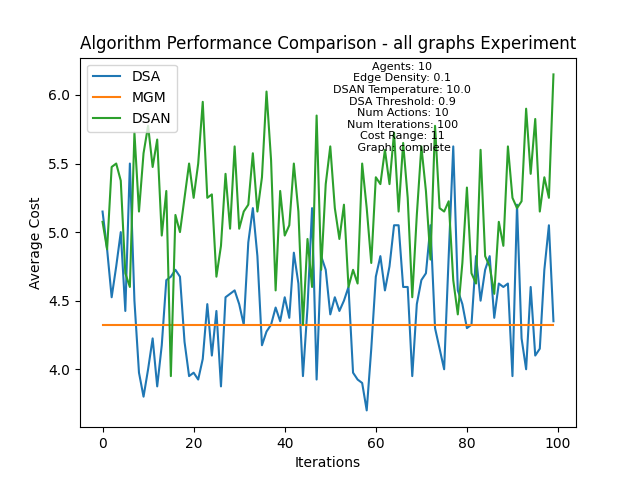 Algorithm Performance Comparison - all graphs Experiment
DSA
MGM
DSAN
Agents: 10
Edge Density: 0.1
DSAN Temperature: 10.0
DSA Threshold: 0.9
Num Actions: 10
Num Iterations: 100
Cost Range: 11
Graph: complete
Average Cost
6.0
5.5
5.0
4.5
4.0
0
20
40
60
80
100
Iterations